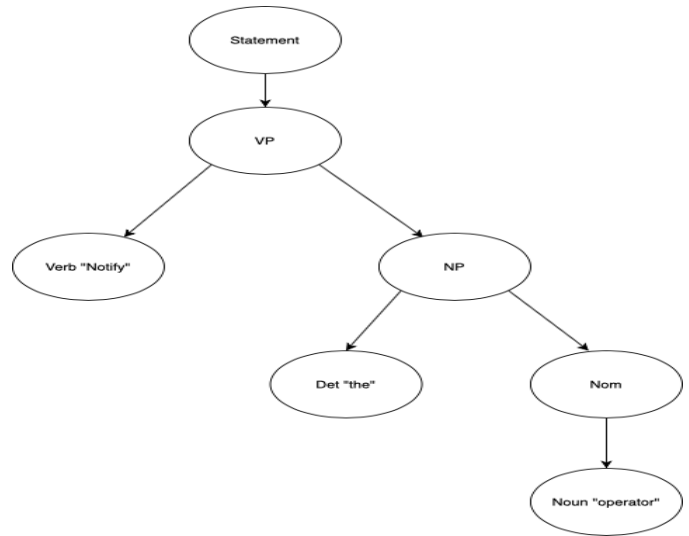 Statement
VP
Verb "Notify"
NP
Det "the"
Nom
Noun "operator"